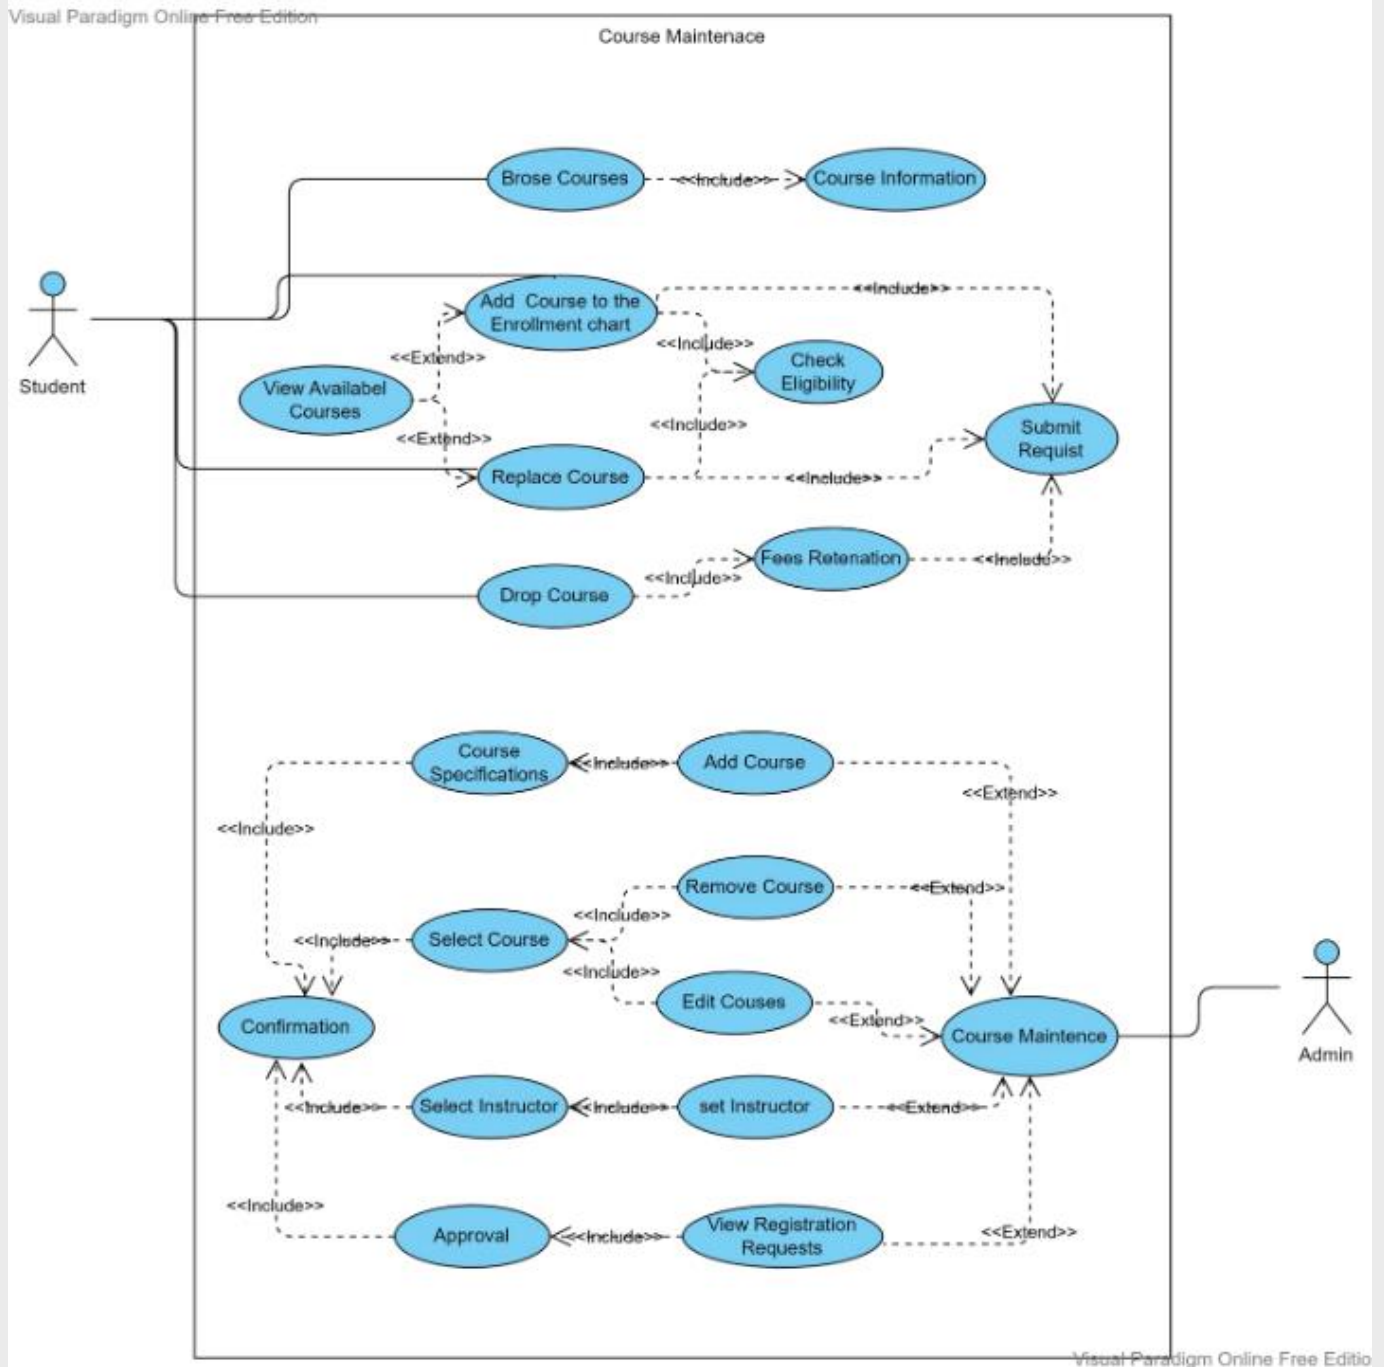 Visual Paradigm Online Free Edition
Course Maintenace
Brose Courses
<<Include>>
Course Information
Student
Add Course to the
Enrollment chart
<<Include>>
<<Include>>
Check
Eligibility
<<Extend>>
View Availabel
Courses
<<Extend>>
<<Include>>
Submit
Requist
Replace Course
<<Include>>
Fees Retenation
<<Include>>
<<Include>>
Drop Course
Course
Specifications
<<Include>>
Add Course
<<Extend>>
<<Include>>
Remove Course
<<Extend>>
<<Include>>
Select Course
<<Include>>
<<Include>>
Edit Couses
<<Extend>>
Confirmation
Course Maintence
Admin
Select Instructor
<<Include>>
<<Include>>
set Instructor
<<Extend>>
<<Include>>
Approval
<<Include>>
View Registration
Requests
<<Extend>>
Visual Paradigm Online Free Editio